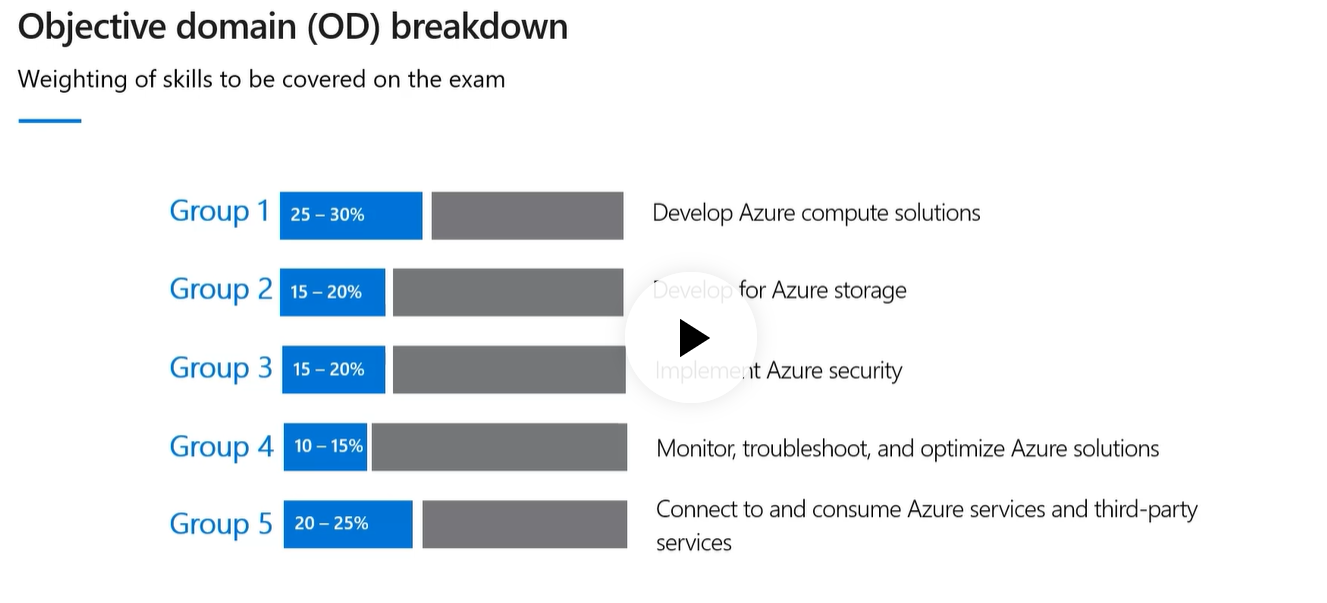 Objective domain (OD) breakdown
Weighting of skills to be covered on the exam
Group 1 25 – 30% Develop Azure compute solutions
Group 2 15 – 20% Develop for Azure storage
Group 3 15 – 20% Implement Azure security
Group 4 10 – 15% Monitor, troubleshoot, and optimize Azure solutions
Group 5 20 – 25% Connect to and consume Azure services and third-party
services